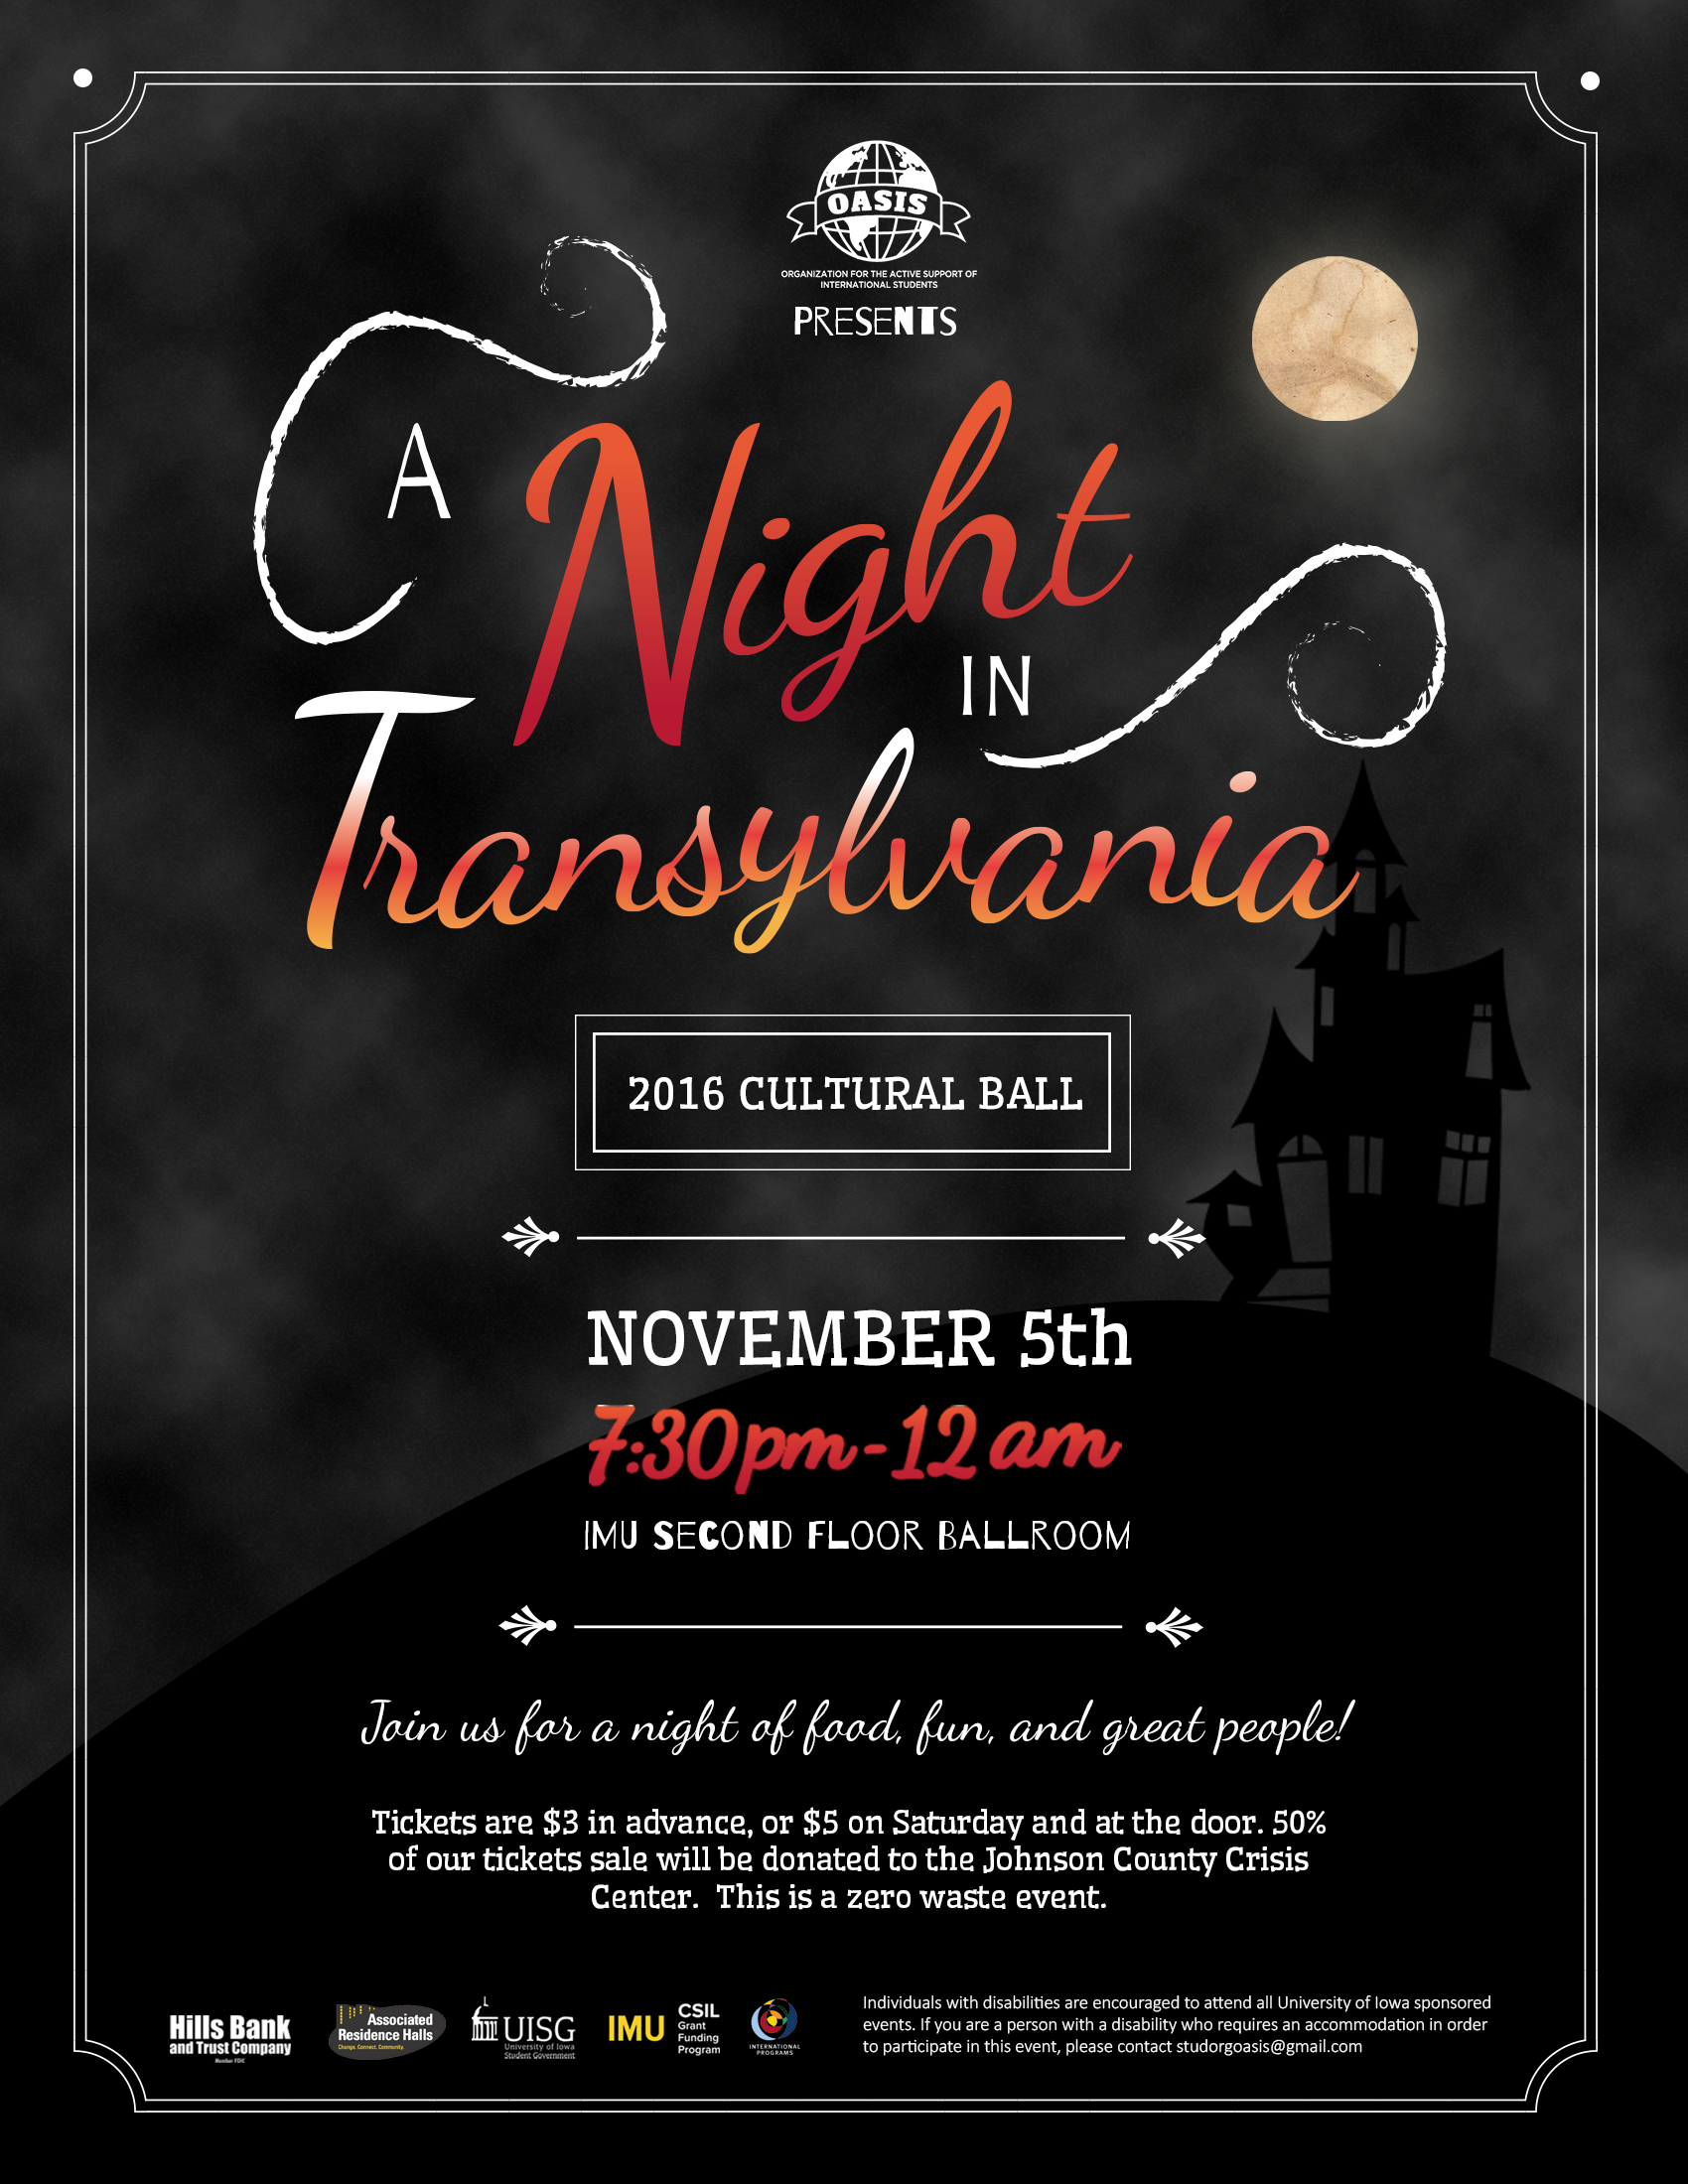 OASIS
ORGANIZATION FOR THE ACTIVE SUPPORT OF
INTERNATIONAL STUDENTS
PRESENTS
A
Night
IN
Transylvania
2016 CULTURAL BALL
NOVEMBER 5th
7:30pm-12am
IMU SECOND FLOOR BALLROOM
Join us for a night of food, fun, and great people!
Tickets are $3 in advance, or $5 on Saturday and at the door. 50%
of our tickets sale will be donated to the Johnson County Crisis
Center.  This is a zero waste event.
Hills Bank
and Trust Company
Member FDIC
Associated
Residence Halls
Change. Connect. Community.
UISG
University of Iowa
Student Government
IMU
CSIL
Grant
Funding
Program
INTERNATIONAL
PROGRAMS
Individuals with disabilities are encouraged to attend all University of Iowa sponsored
events. If you are a person with a disability who requires an accommodation in order
to participate in this event, please contact studorgoasis@gmail.com